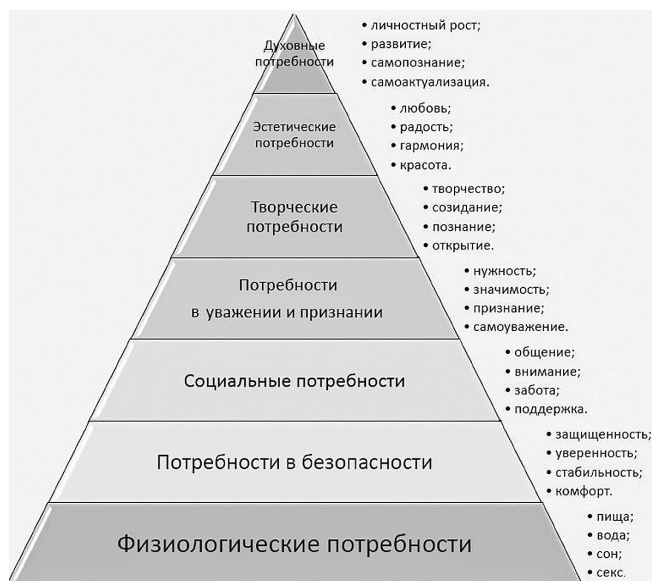 Духовные
потребности
• личностный рост;
• развитие;
• самопознание;
• самоактуализация.
Эстетические
потребности
• любовь;
• радость;
• гармония;
• красота.
Творческие
потребности
• творчество;
• созидание;
• познание;
• открытие.
Потребности
в уважении и признании
• нужность;
• значимость;
• признание;
• самоуважение.
Социальные потребности
• общение;
• внимание;
• забота;
• поддержка.
Потребности в безопасности
• защищенность;
• уверенность;
• стабильность;
• комфорт.
Физиологические потребности
• пища;
• вода;
• сон;
• секс.